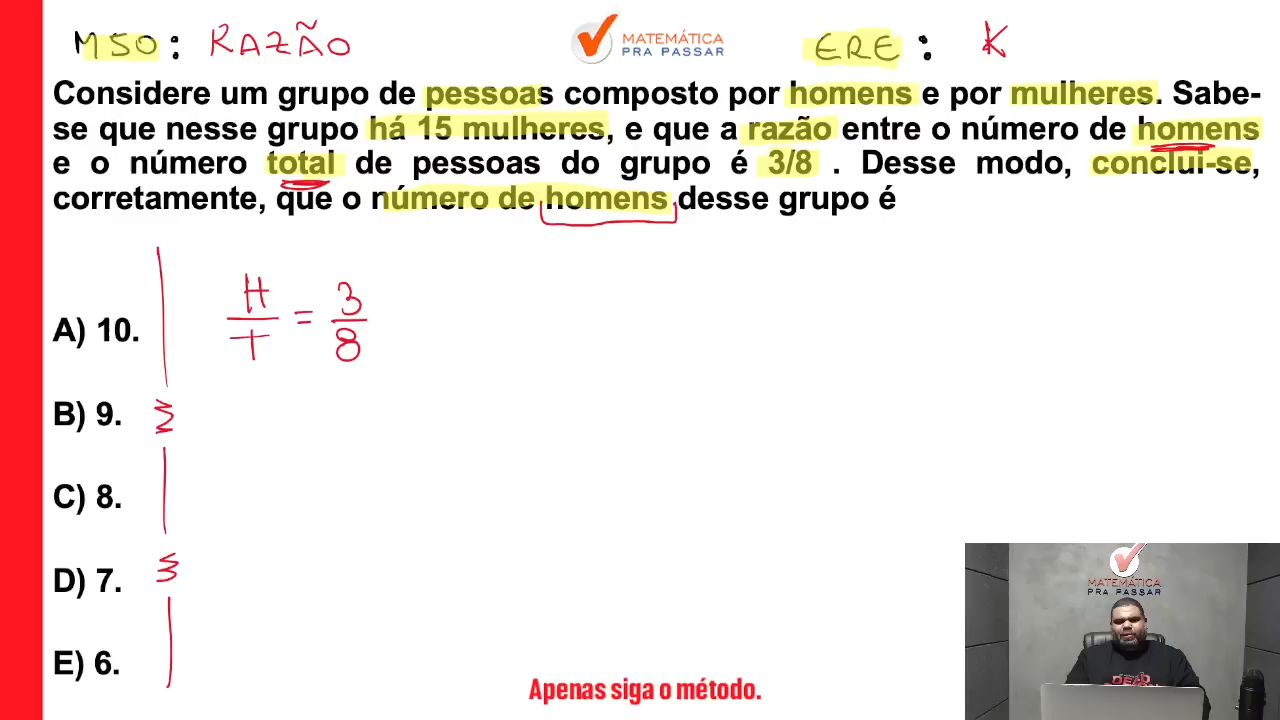 MSO: RAZÃO
MATEMÁTICA
PRA PASSAR
ERE: K
Considere um grupo de pessoas composto por homens e por mulheres. Sabe-
se que nesse grupo há 15 mulheres, e que a razão entre o número de homens
e o número total de pessoas do grupo é 3/8 . Desse modo, conclui-se,
corretamente, que o número de homens desse grupo é
H/T = 3/8
A) 10.
B) 9.
C) 8.
D) 7.
E) 6.
MATEMÁTICA
PRA PASSAR
Apenas siga o método.